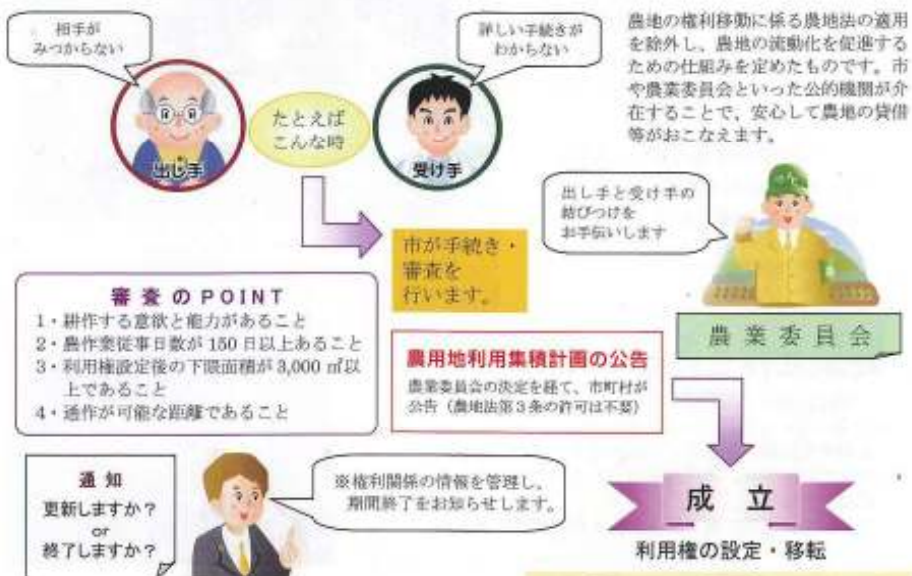 相手が
みつからない
詳しい手続きが
わからない
農地の権利移動に係る農地法の適用
を除外し、農地の流動化を促進する
ための仕組みを定めたものです。市
や農業委員会といった公的機関が介
在することで、安心して農地の貸借
等がおこなえます。
たとえば
こんな時
出し手
受け手
出し手と受け手の
結びつけを
お手伝いします
市が手続き・
審査を
行います。
農業委員会
審査のPOINT
1・耕作する意欲と能力があること
2・農作業従事日数が150日以上あること
3・利用権設定後の下限面積が3,000㎡以
上であること
4・通作が可能な距離であること
農用地利用集積計画の公告
農業委員会の決定を経て、市町村が
公告（農地法第3条の許可は不要）
通知
更新しますか？
or
終了しますか？
※権利関係の情報を管理し、
期間終了をお知らせします。
成立
利用権の設定・移転